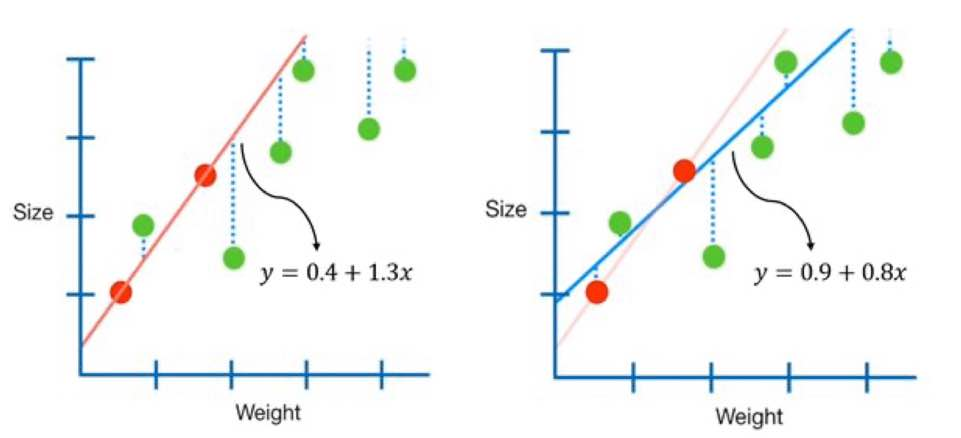 Size
y = 0.4 + 1.3x
Weight
Size
y = 0.9 + 0.8x
Weight